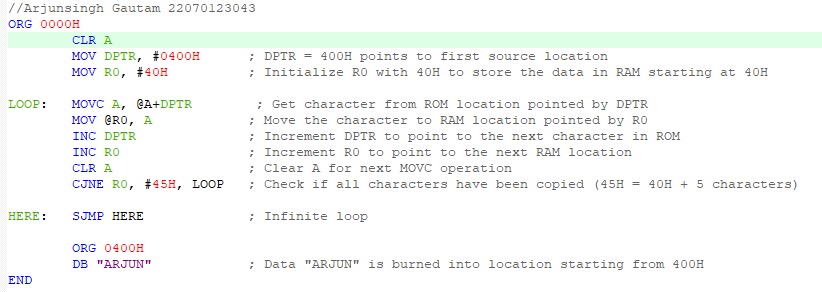 //Arjunsingh Gautam 22070123043
ORG 0000H
CLR A
MOV DPTR, #0400H ; DPTR = 400H points to first source location
MOV R0, #40H ; Initialize R0 with 40H to store the data in RAM starting at 40H
LOOP: MOVC A, @A+DPTR ; Get character from ROM location pointed by DPTR
MOV @R0, A ; Move the character to RAM location pointed by R0
INC DPTR ; Increment DPTR to point to the next character in ROM
INC R0 ; Increment R0 to point to the next RAM location
CLR A ; Clear A for next MOVC operation
CJNE R0, #45H, LOOP ; Check if all characters have been copied (45H = 40H + 5 characters)
HERE: SJMP HERE ; Infinite loop
ORG 0400H
DB "ARJUN" ; Data "ARJUN" is burned into location starting from 400H
END